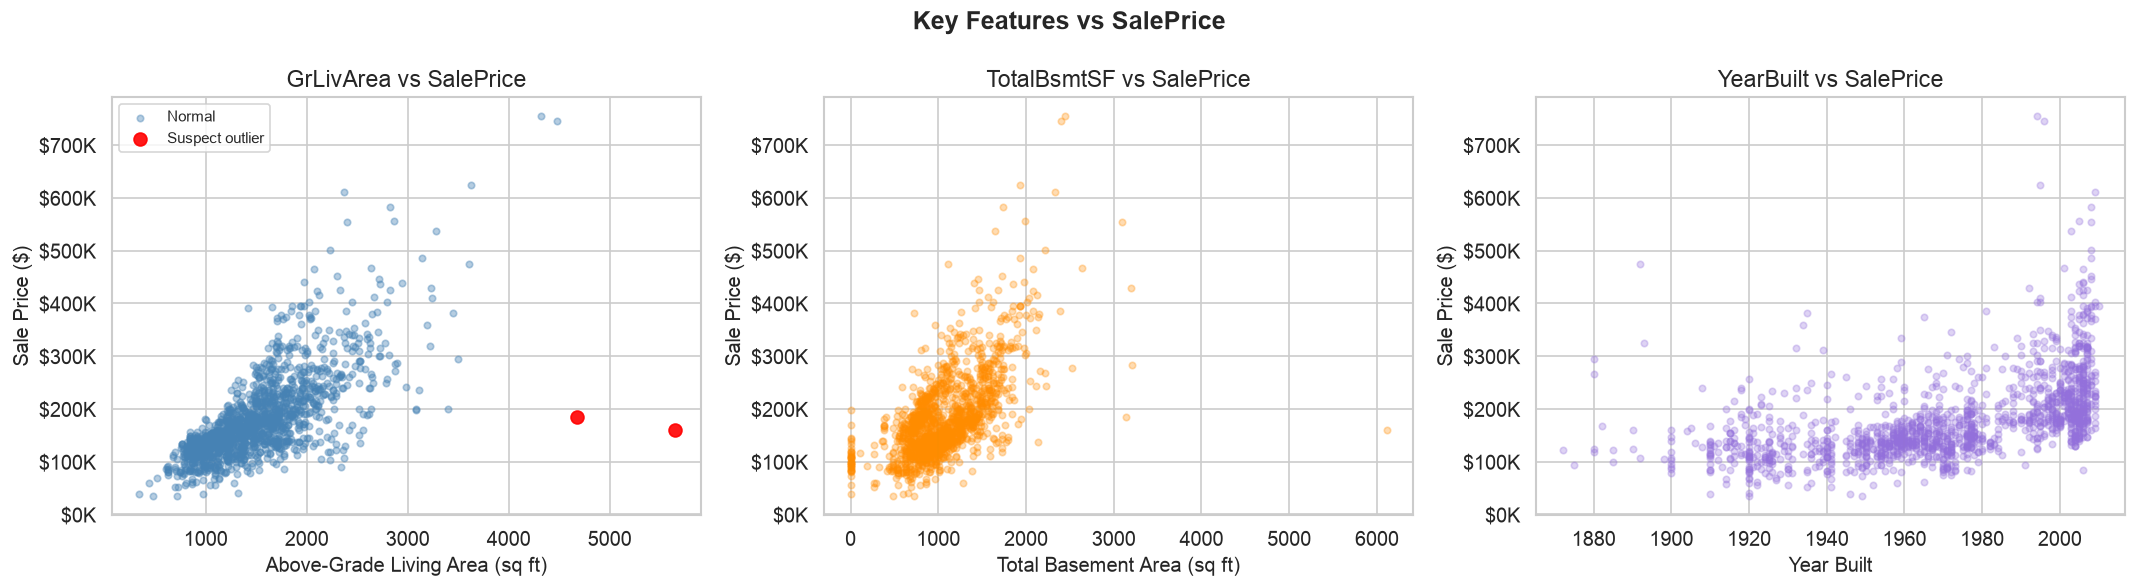 Key Features vs SalePrice
GrLivArea vs SalePrice
Normal
Suspect outlier
$700K
$600K
$500K
$400K
$300K
$200K
$100K
$0K
Sale Price ($)
1000 2000 3000 4000 5000
Above-Grade Living Area (sq ft)
TotalBsmtSF vs SalePrice
$700K
$600K
$500K
$400K
$300K
$200K
$100K
$0K
Sale Price ($)
0 1000 2000 3000 4000 5000 6000
Total Basement Area (sq ft)
YearBuilt vs SalePrice
$700K
$600K
$500K
$400K
$300K
$200K
$100K
$0K
Sale Price ($)
1880 1900 1920 1940 1960 1980 2000
Year Built